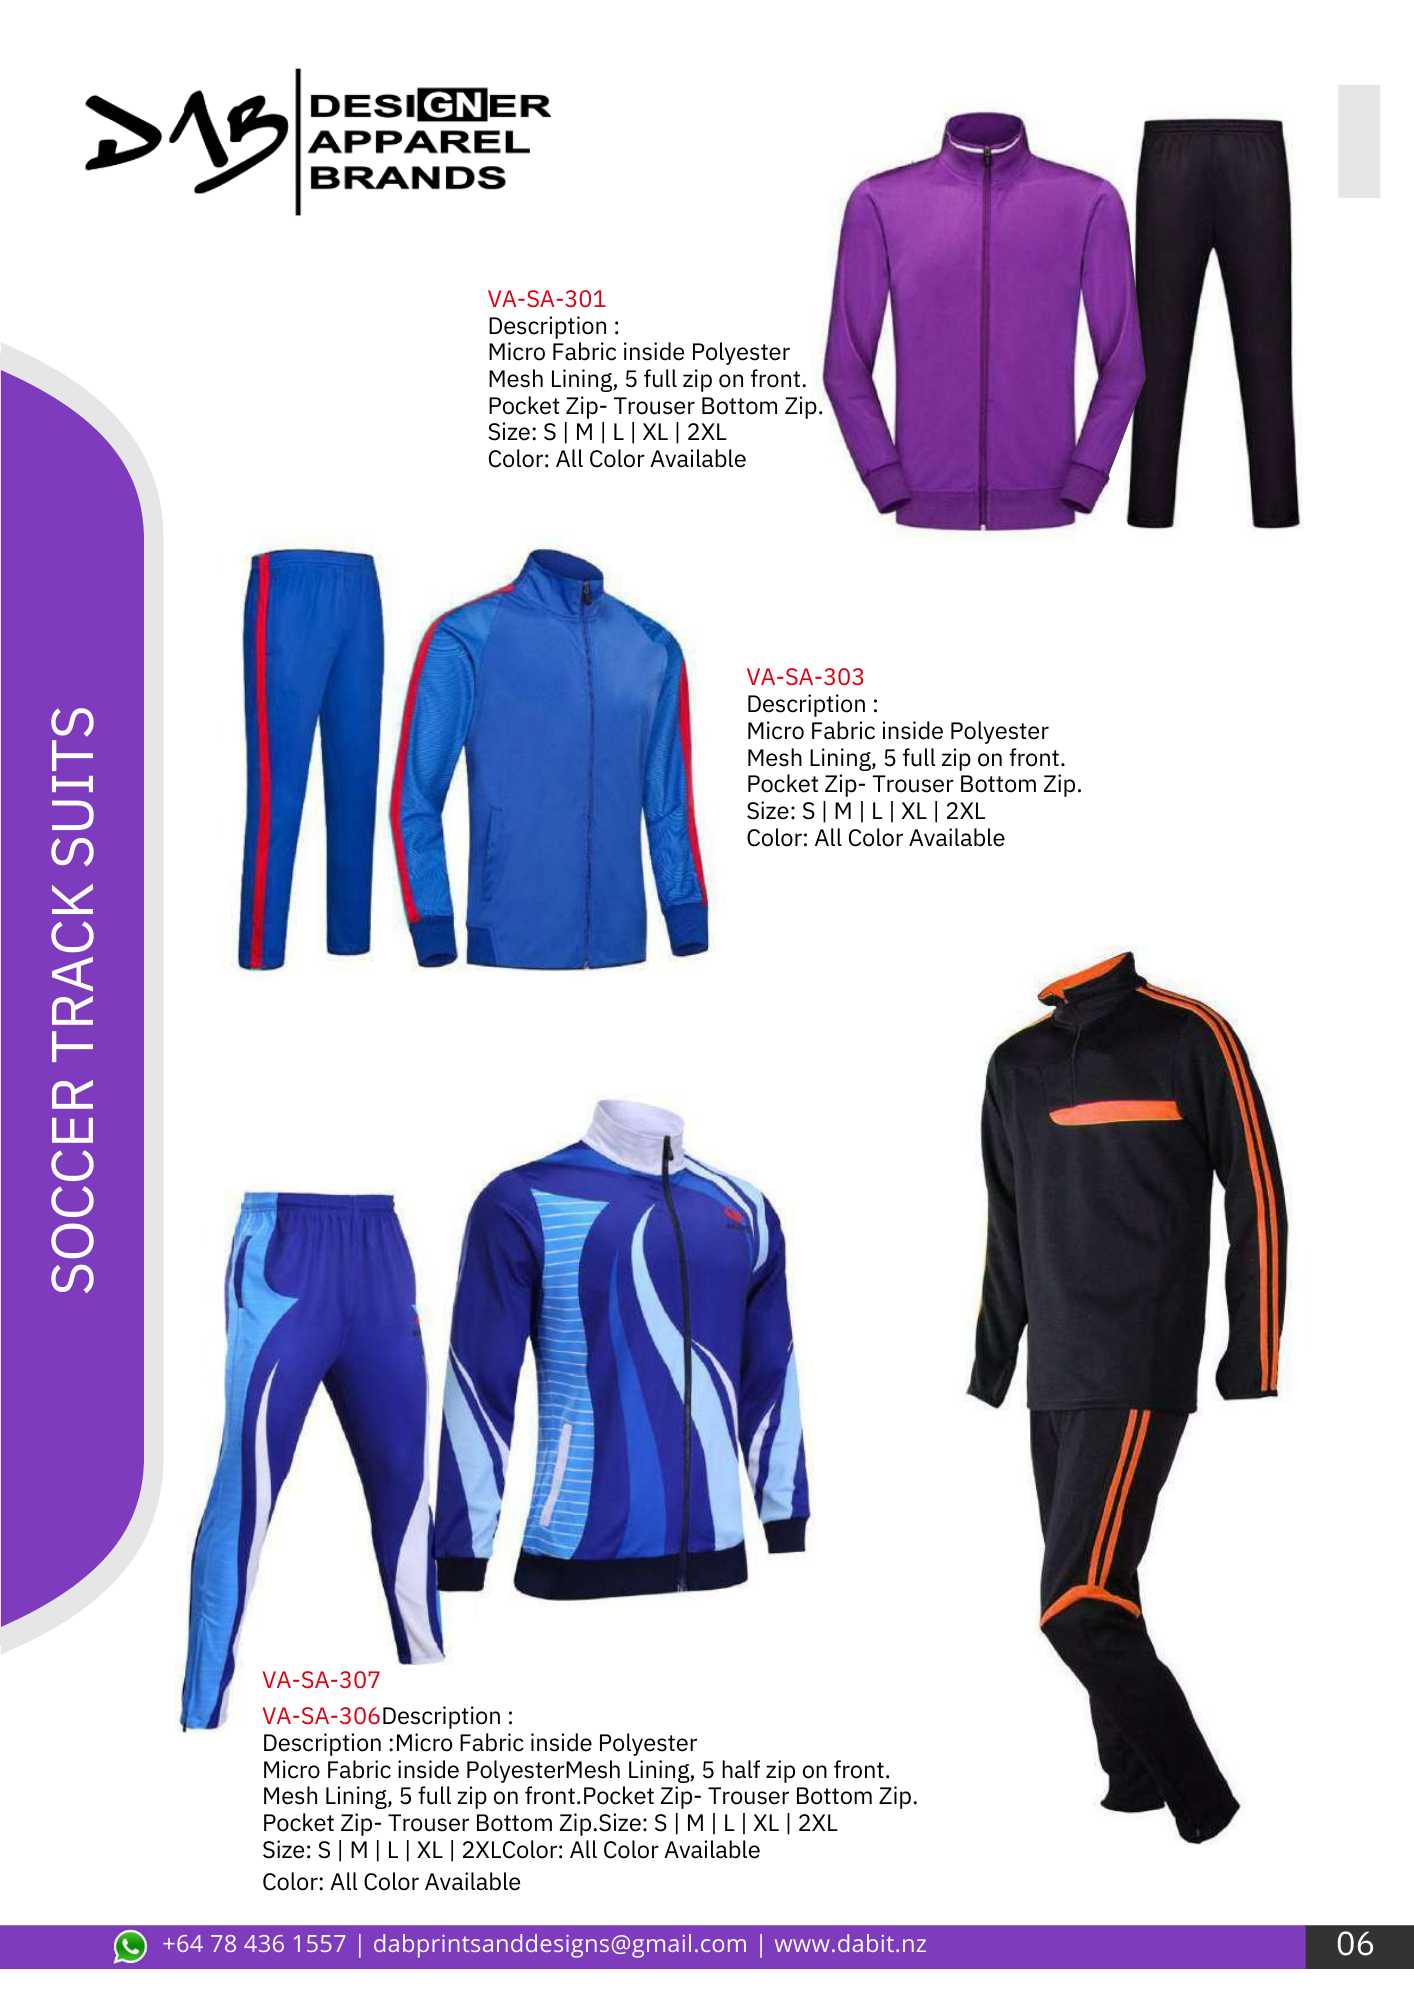 DAB
DESIGNER
APPAREL
BRANDS
VA-SA-301
Description :
Micro Fabric inside Polyester
Mesh Lining, 5 full zip on front.
Pocket Zip- Trouser Bottom Zip.
Size: S | M | L | XL | 2XL
Color: All Color Available
VA-SA-303
Description :
Micro Fabric inside Polyester
Mesh Lining, 5 full zip on front.
Pocket Zip- Trouser Bottom Zip.
Size: S | M | L | XL | 2XL
Color: All Color Available
SOCCER TRACK SUITS
VA-SA-307
VA-SA-306Description :
Description :Micro Fabric inside Polyester
Micro Fabric inside PolyesterMesh Lining, 5 half zip on front.
Mesh Lining, 5 full zip on front.Pocket Zip- Trouser Bottom Zip.
Pocket Zip- Trouser Bottom Zip.Size: S | M | L | XL | 2XL
Size: S | M | L | XL | 2XLColor: All Color Available
Color: All Color Available
+64 78 436 1557 | dabprintsanddesigns@gmail.com | www.dabit.nz
06